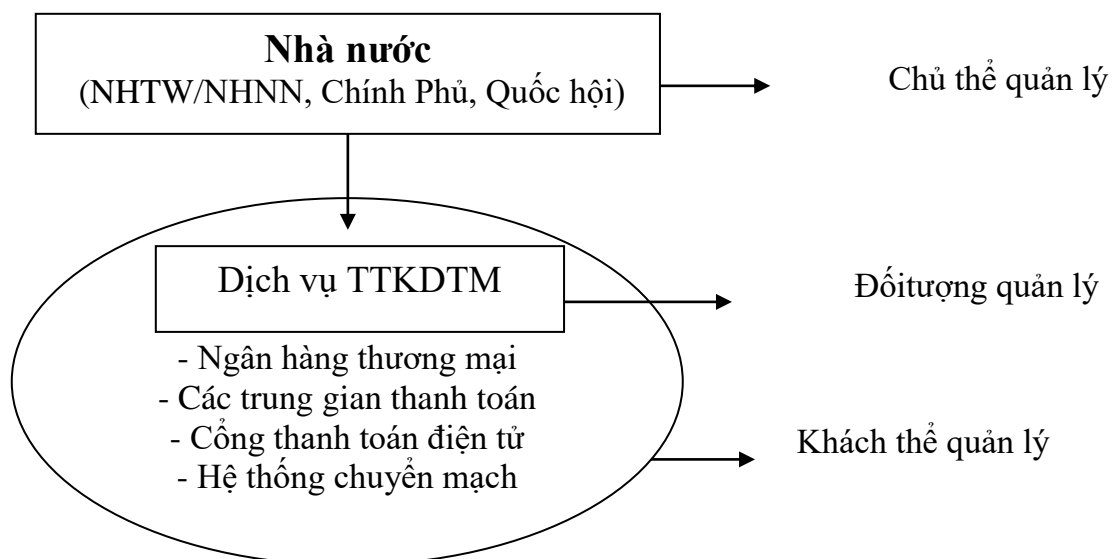 Nhà nước
(NHTW/NHNN, Chính Phủ, Quốc hội)
Chủ thể quản lý
Dịch vụ TTKDTM
Đốitượng quản lý
- Ngân hàng thương mại
- Các trung gian thanh toán
- Cổng thanh toán điện tử
- Hệ thống chuyển mạch
Khách thể quản lý